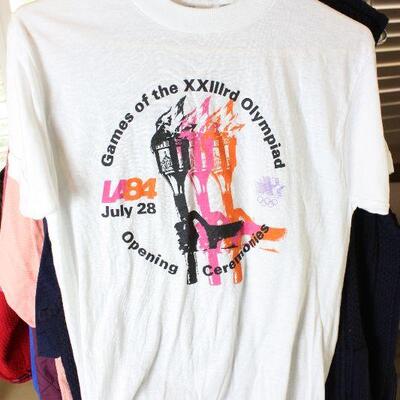 Games of the XXIIIrd Olympiad
LA84
July 28
Opening Ceremonies